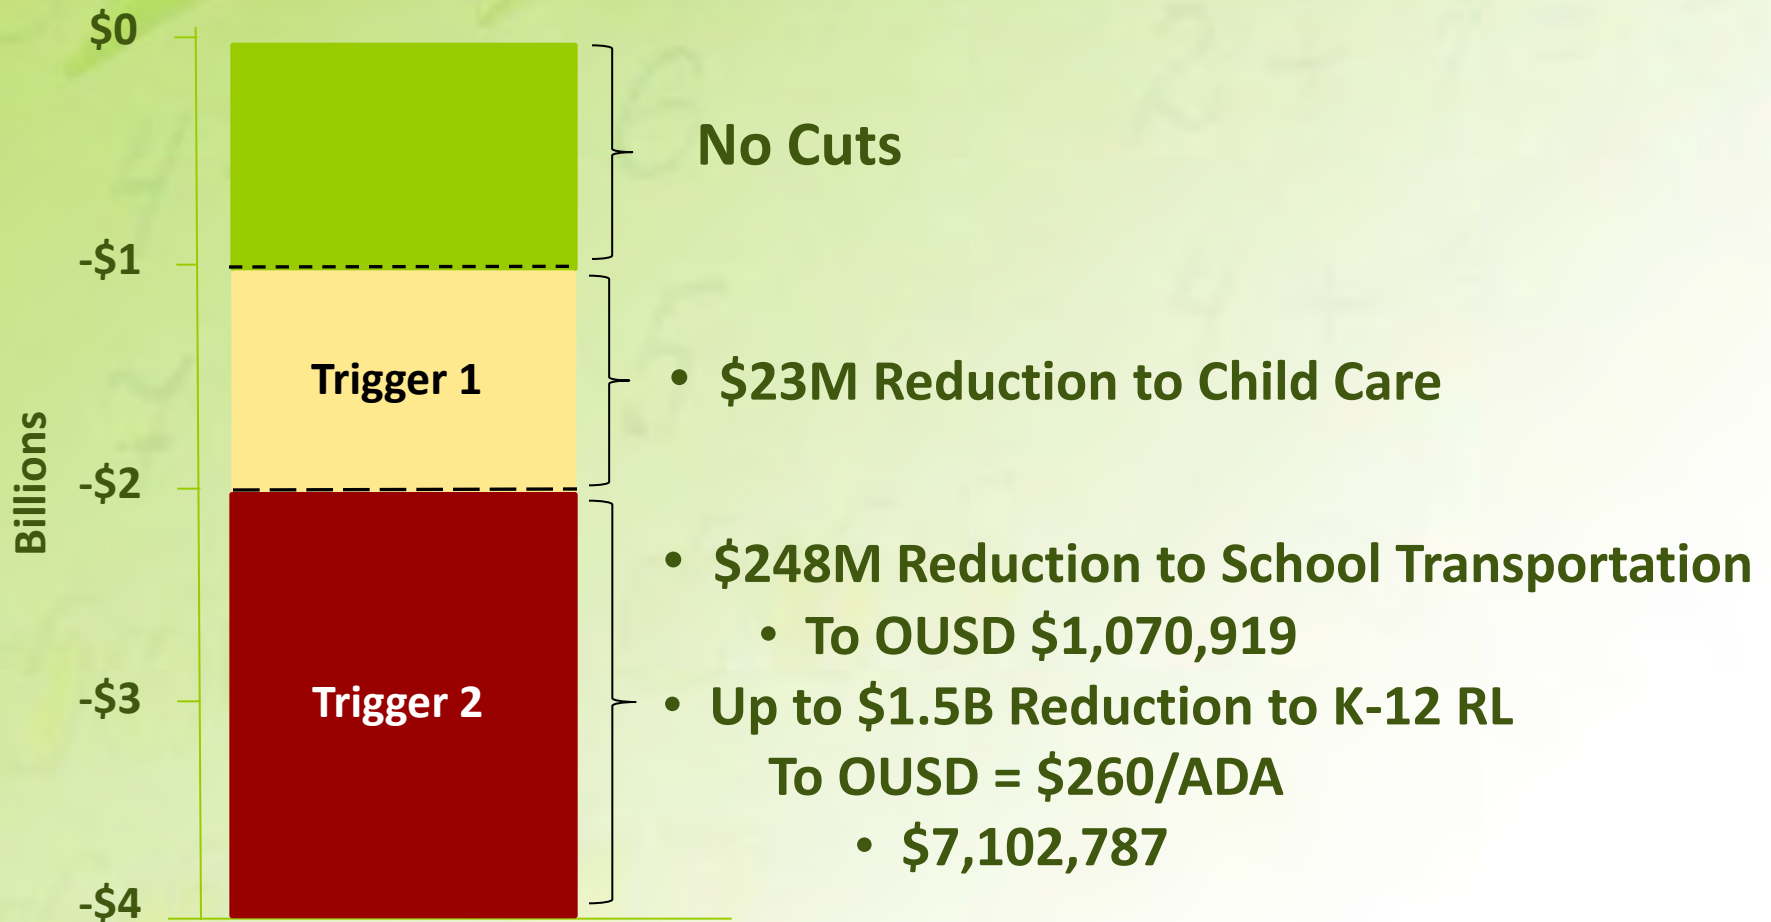 $0
No Cuts
-$1
Trigger 1
• $23M Reduction to Child Care
Billions
-$2
• $248M Reduction to School Transportation
• To OUSD $1,070,919
-$3
Trigger 2
• Up to $1.5B Reduction to K-12 RL
To OUSD = $260/ADA
• $7,102,787
-$4